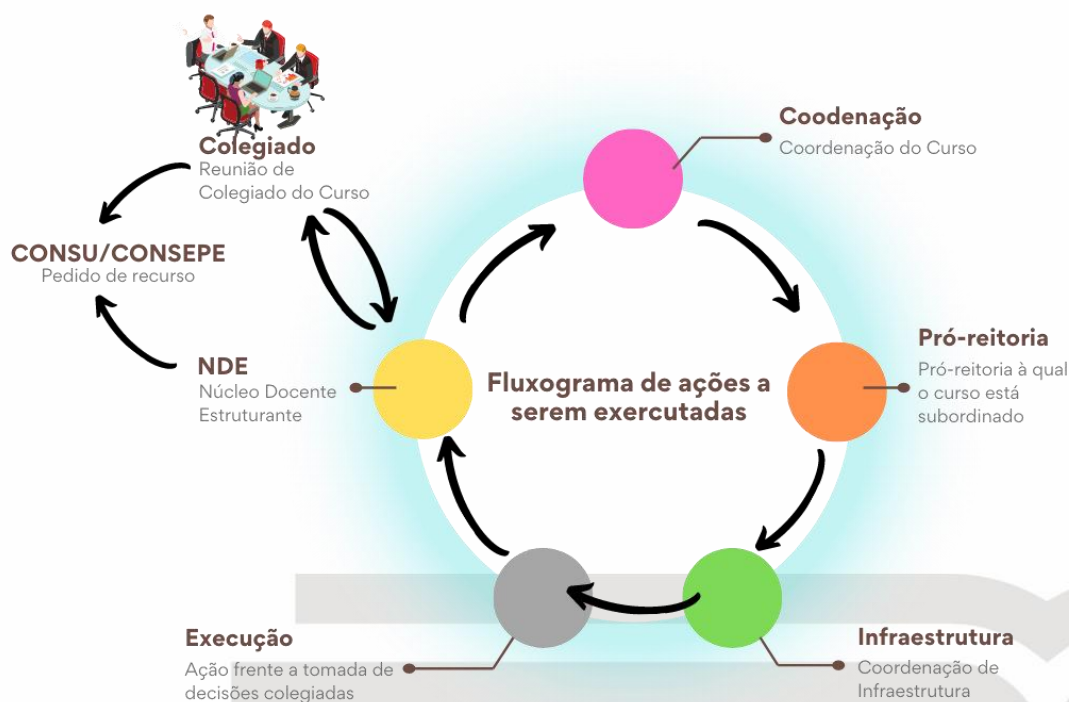 Colegiado
Reunião de
Colegiado do Curso
CONSU/CONSEPE
Pedido de recurso
NDE
Núcleo Docente
Estruturante
Coodenação
Coordenação do Curso
Fluxograma de ações a
serem exercutadas
Pró-reitoria
Pró-reitoria à qual
o curso está
subordinado
Execução
Ação frente a tomada de
decisões colegiadas
Infraestrutura
Coordenação de
Infraestrutura